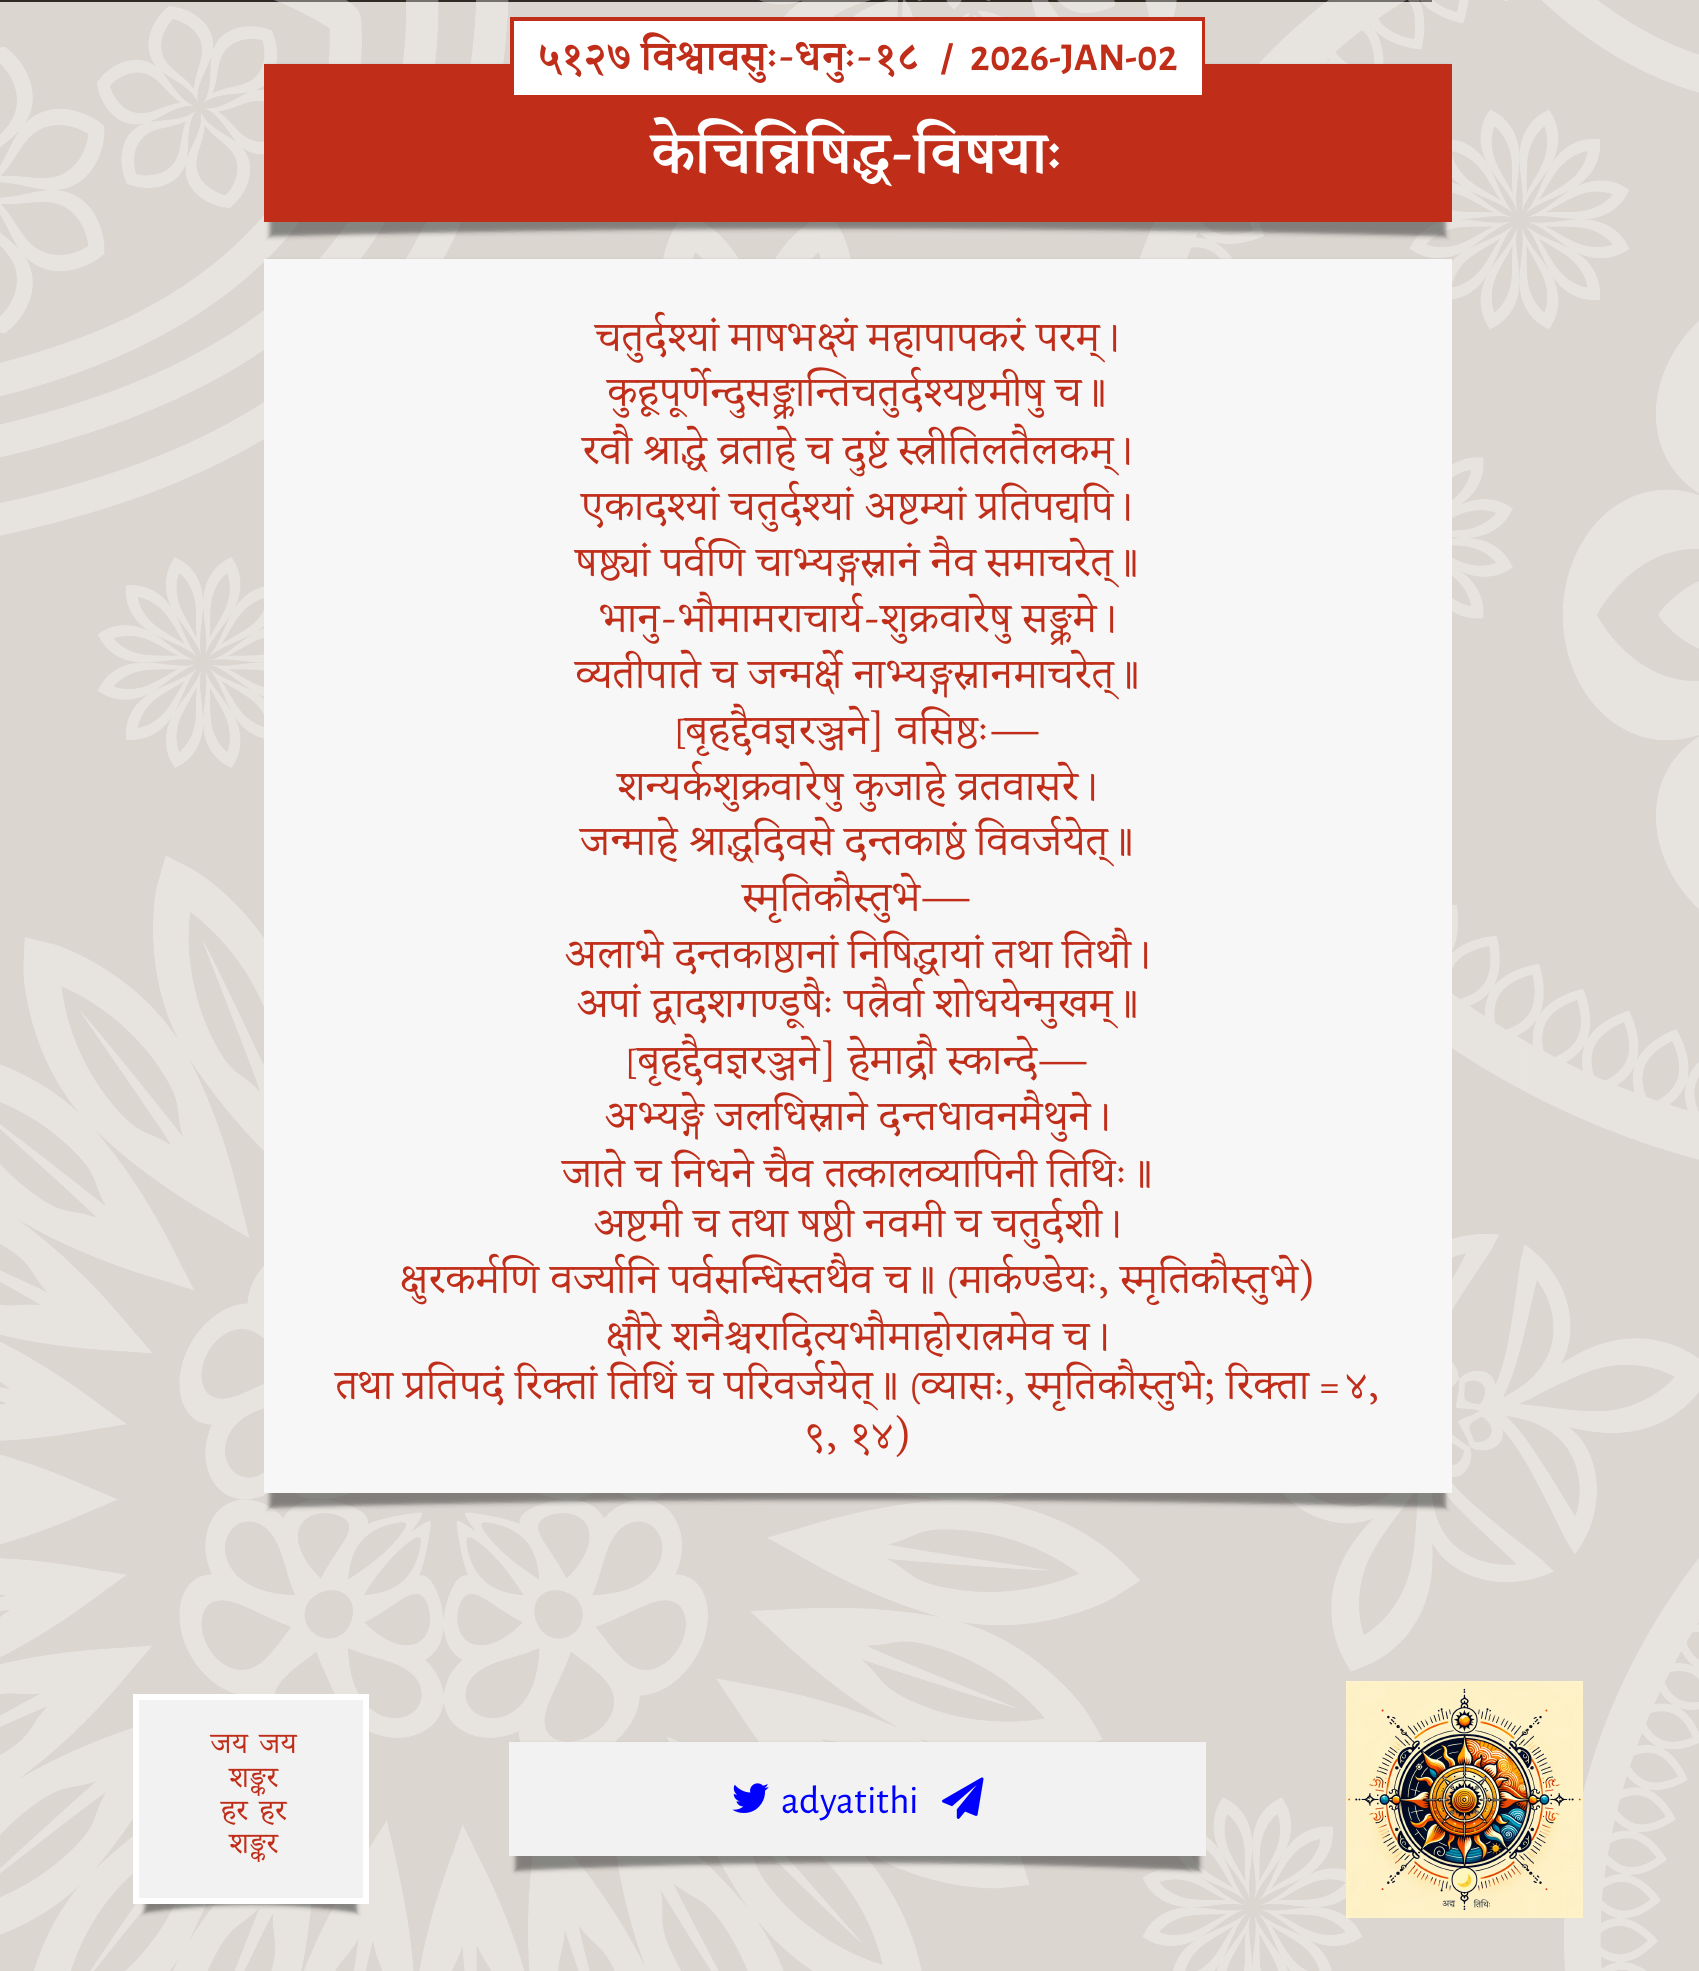 ५१२७ विश्वावसुः-धनुः-१८ / 2026-JAN-02
केचिन्निषिद्ध-विषयाः
चतुर्दश्यां माषभक्ष्यं महापापकरं परम्।
कुहूपूर्णेन्दुसङ्क्रान्तिचतुर्दश्यष्टमीषु च॥
रवौ श्राद्धे व्रताहे च दुष्टं स्त्रीतिलतैलकम्।
एकादश्यां चतुर्दश्यां अष्टम्यां प्रतिपद्यपि।
षष्ठ्यां पर्वणि चाभ्यङ्गस्नानं नैव समाचरेत्॥
भानु-भौमामराचार्य-शुक्रवारेषु सङ्क्रमे।
व्यतीपाते च जन्मर्क्षे नाभ्यङ्गस्नानमाचरेत्॥
[बृहद्दैवज्ञरञ्जने] वसिष्ठः—
शन्यर्कशुक्रवारेषु कुजाहे व्रतवासरे।
जन्माहे श्राद्धदिवसे दन्तकाष्ठं विवर्जयेत्॥
स्मृतिकौस्तुभे—
अलाभे दन्तकाष्ठानां निषिद्धायां तथा तिथौ।
अपां द्वादशगण्डूषैः पत्रैर्वा शोधयेन्मुखम्॥
[बृहद्दैवज्ञरञ्जने] हेमाद्रौ स्कान्दे—
अभ्यङ्गे जलधिस्नाने दन्तधावनमैथुने।
जाते च निधने चैव तत्कालव्यापिनी तिथिः॥
अष्टमी च तथा षष्ठी नवमी च चतुर्दशी।
क्षुरकर्मणि वर्ज्यानि पर्वसन्धिस्तथैव च॥ (मार्कण्डेयः, स्मृतिकौस्तुभे)
क्षौरे शनैश्चरादित्यभौमाहोरात्रमेव च।
तथा प्रतिपदं रिक्तां तिथिं च परिवर्जयेत्॥ (व्यासः, स्मृतिकौस्तुभे; रिक्ता = ४,
९, १४)
जय जय
शङ्कर
हर हर
शङ्कर
adyatithi
अद्य तिथिः